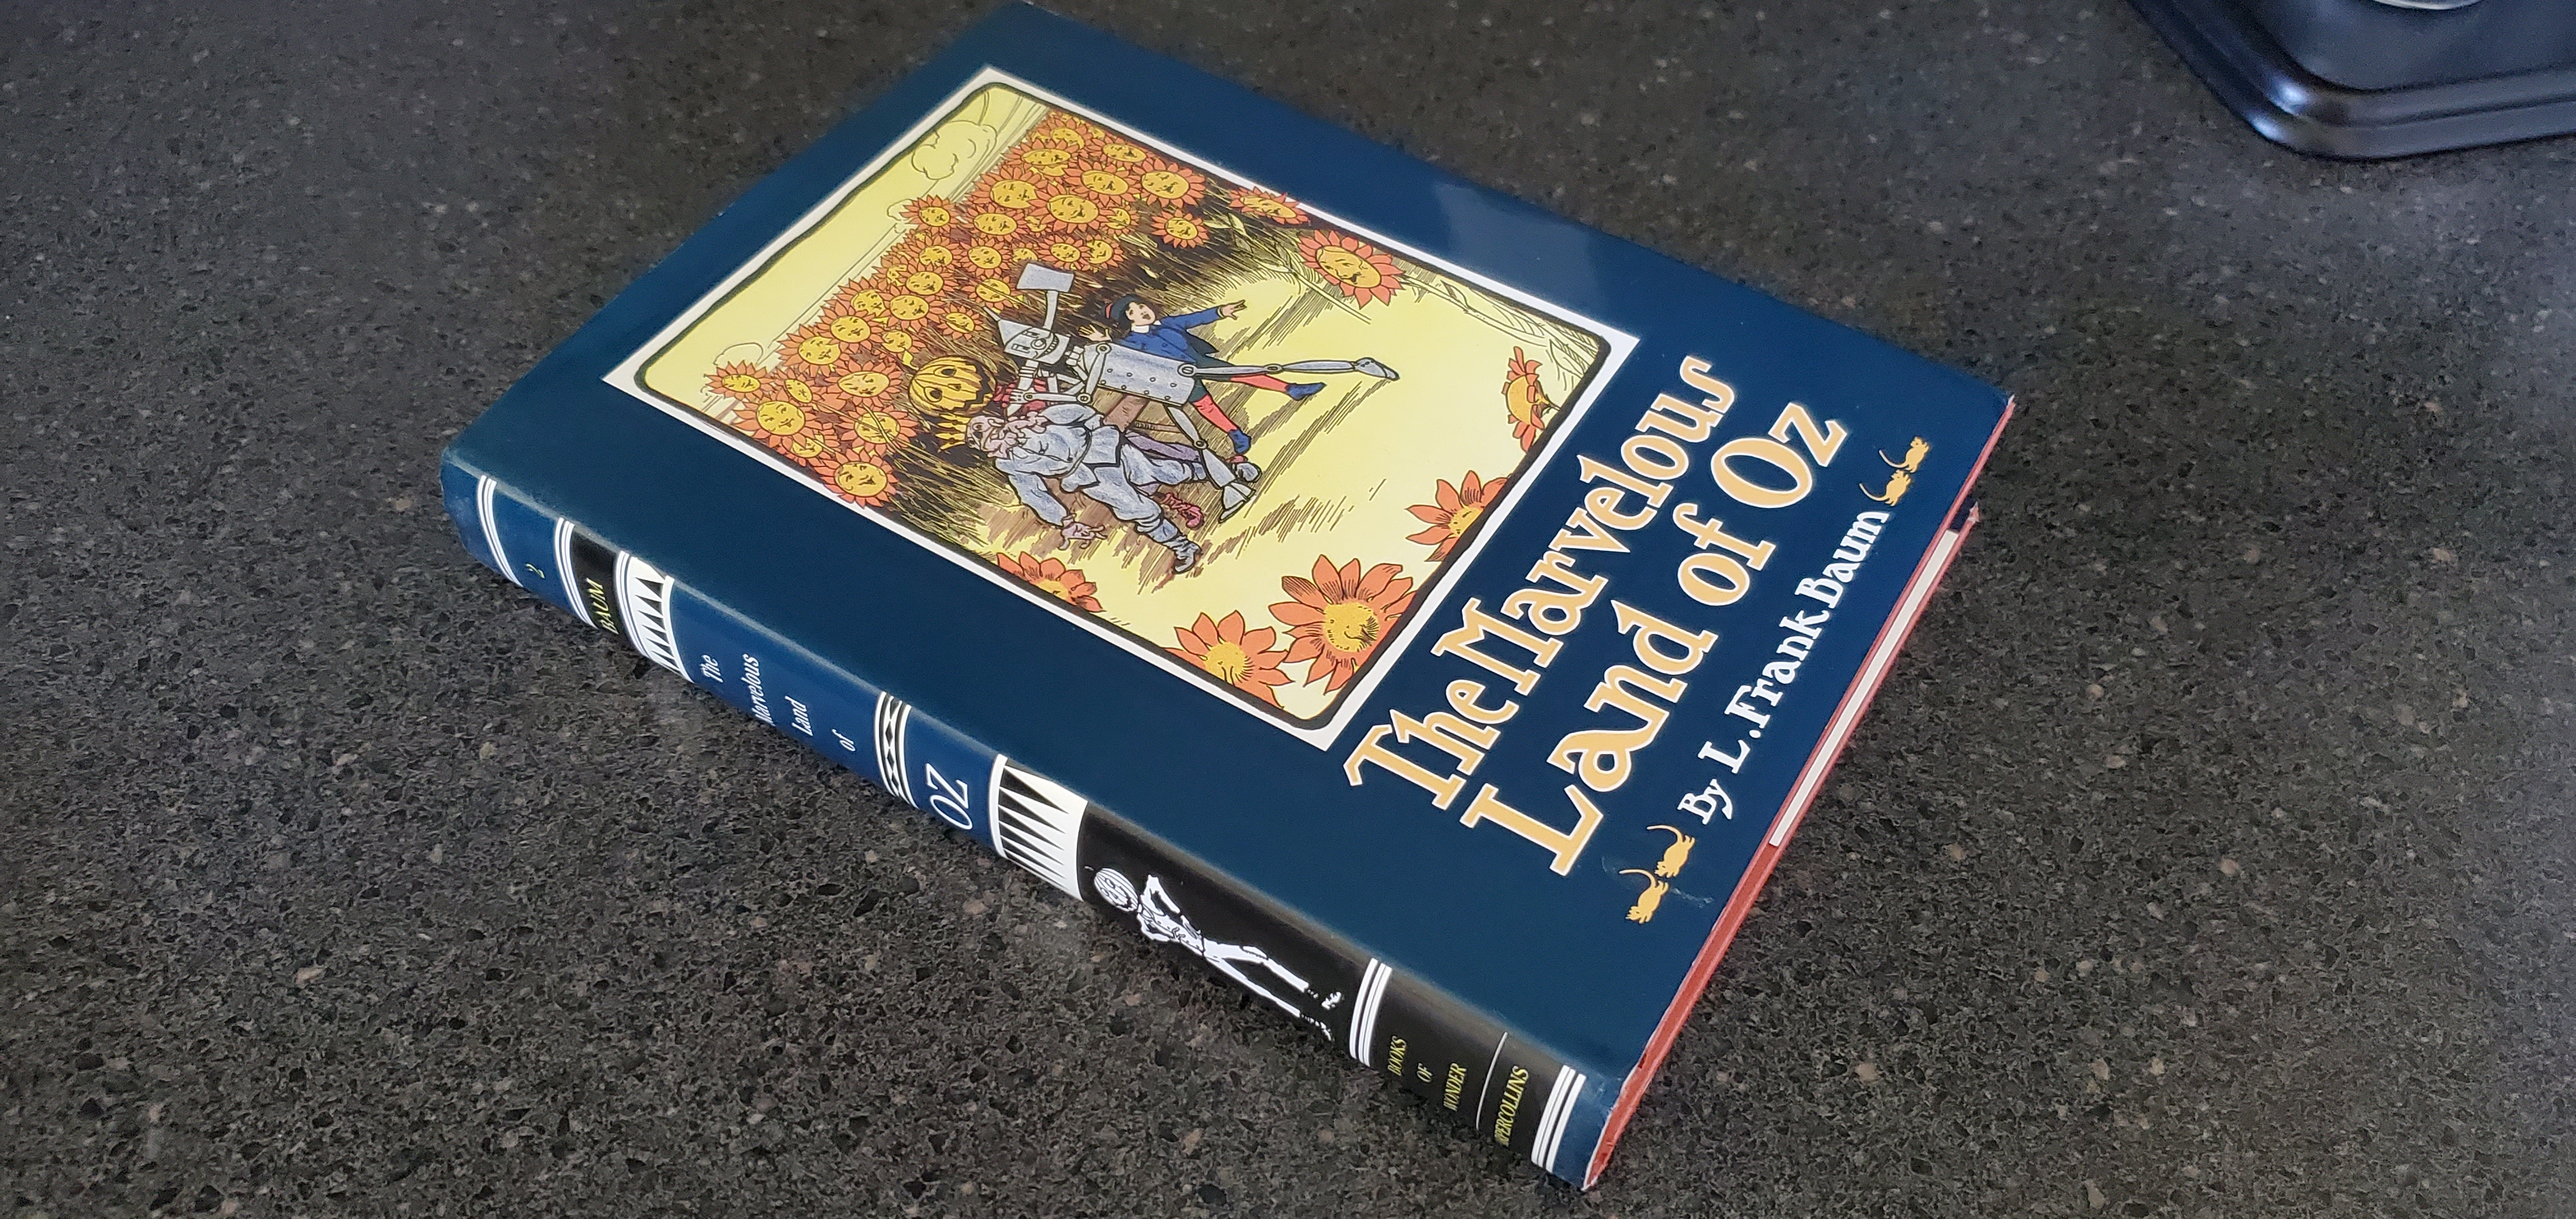 The Marvelous
Land of Oz
By L. Frank Baum
2
BAUM
The
Marvelous
Land
of
OZ
BOOKS
OF
WONDER
HARPERCOLLINS